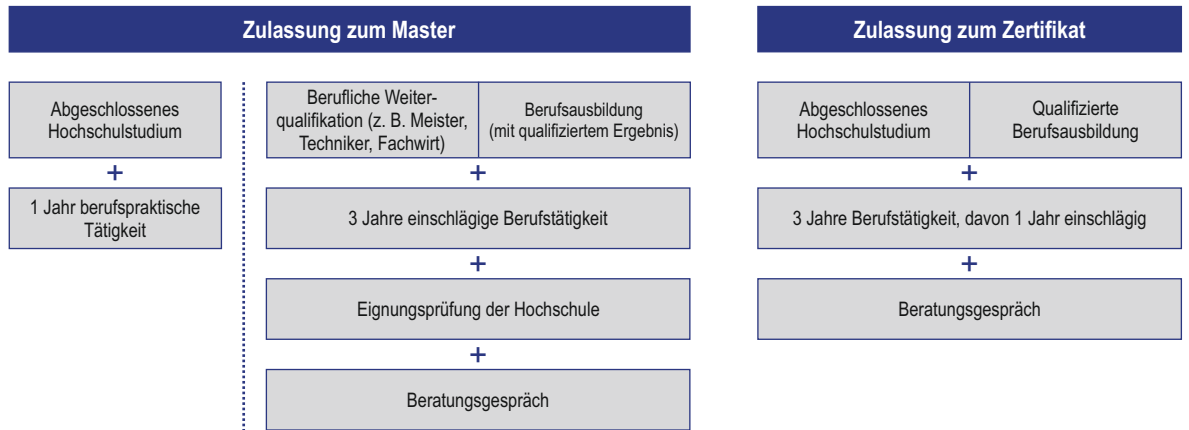 Zulassung zum Master
Abgeschlossenes
Hochschulstudium
+
1 Jahr berufspraktische
Tätigkeit
Berufliche Weiter-
qualifikation (z. B. Meister,
Techniker, Fachwirt)
Berufsausbildung
(mit qualifiziertem Ergebnis)
+
3 Jahre einschlägige Berufstätigkeit
+
Eignungsprüfung der Hochschule
+
Beratungsgespräch
Zulassung zum Zertifikat
Abgeschlossenes
Hochschulstudium
Qualifizierte
Berufsausbildung
+
3 Jahre Berufstätigkeit, davon 1 Jahr einschlägig
+
Beratungsgespräch